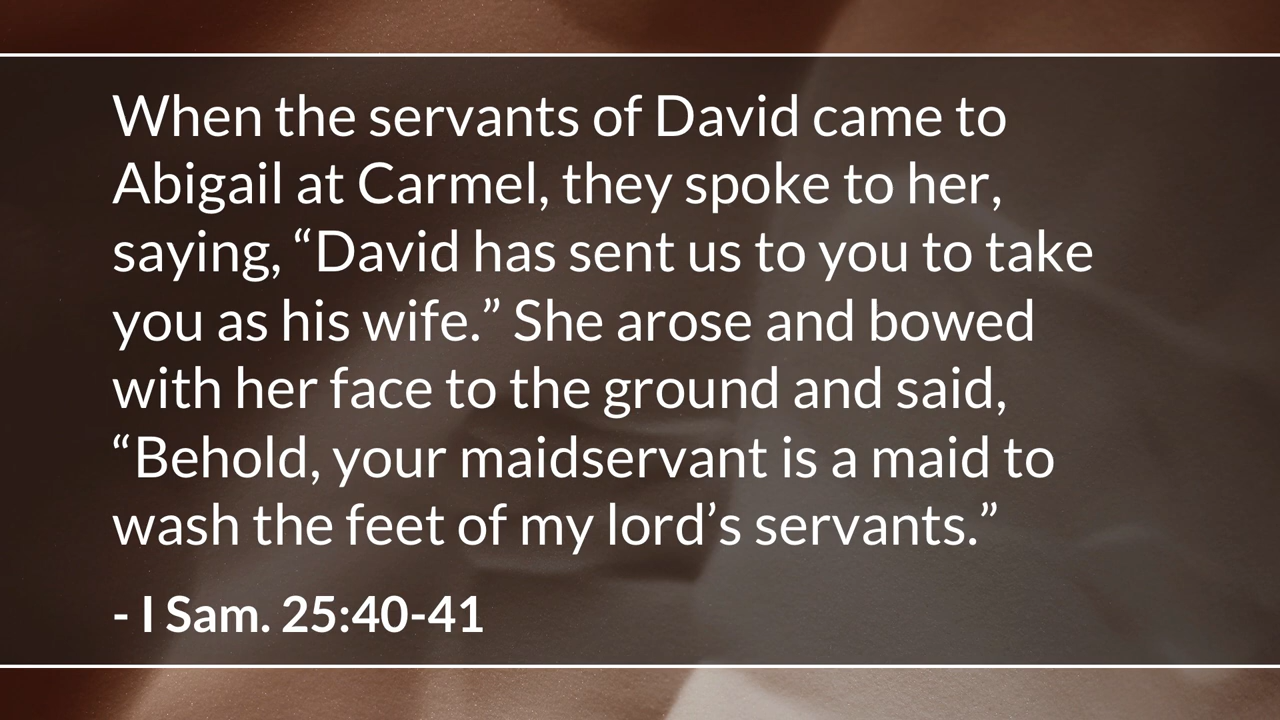 When the servants of David came to
Abigail at Carmel, they spoke to her,
saying, “David has sent us to you to take
you as his wife.” She arose and bowed
with her face to the ground and said,
“Behold, your maidservant is a maid to
wash the feet of my lord’s servants.”
- I Sam. 25:40-41